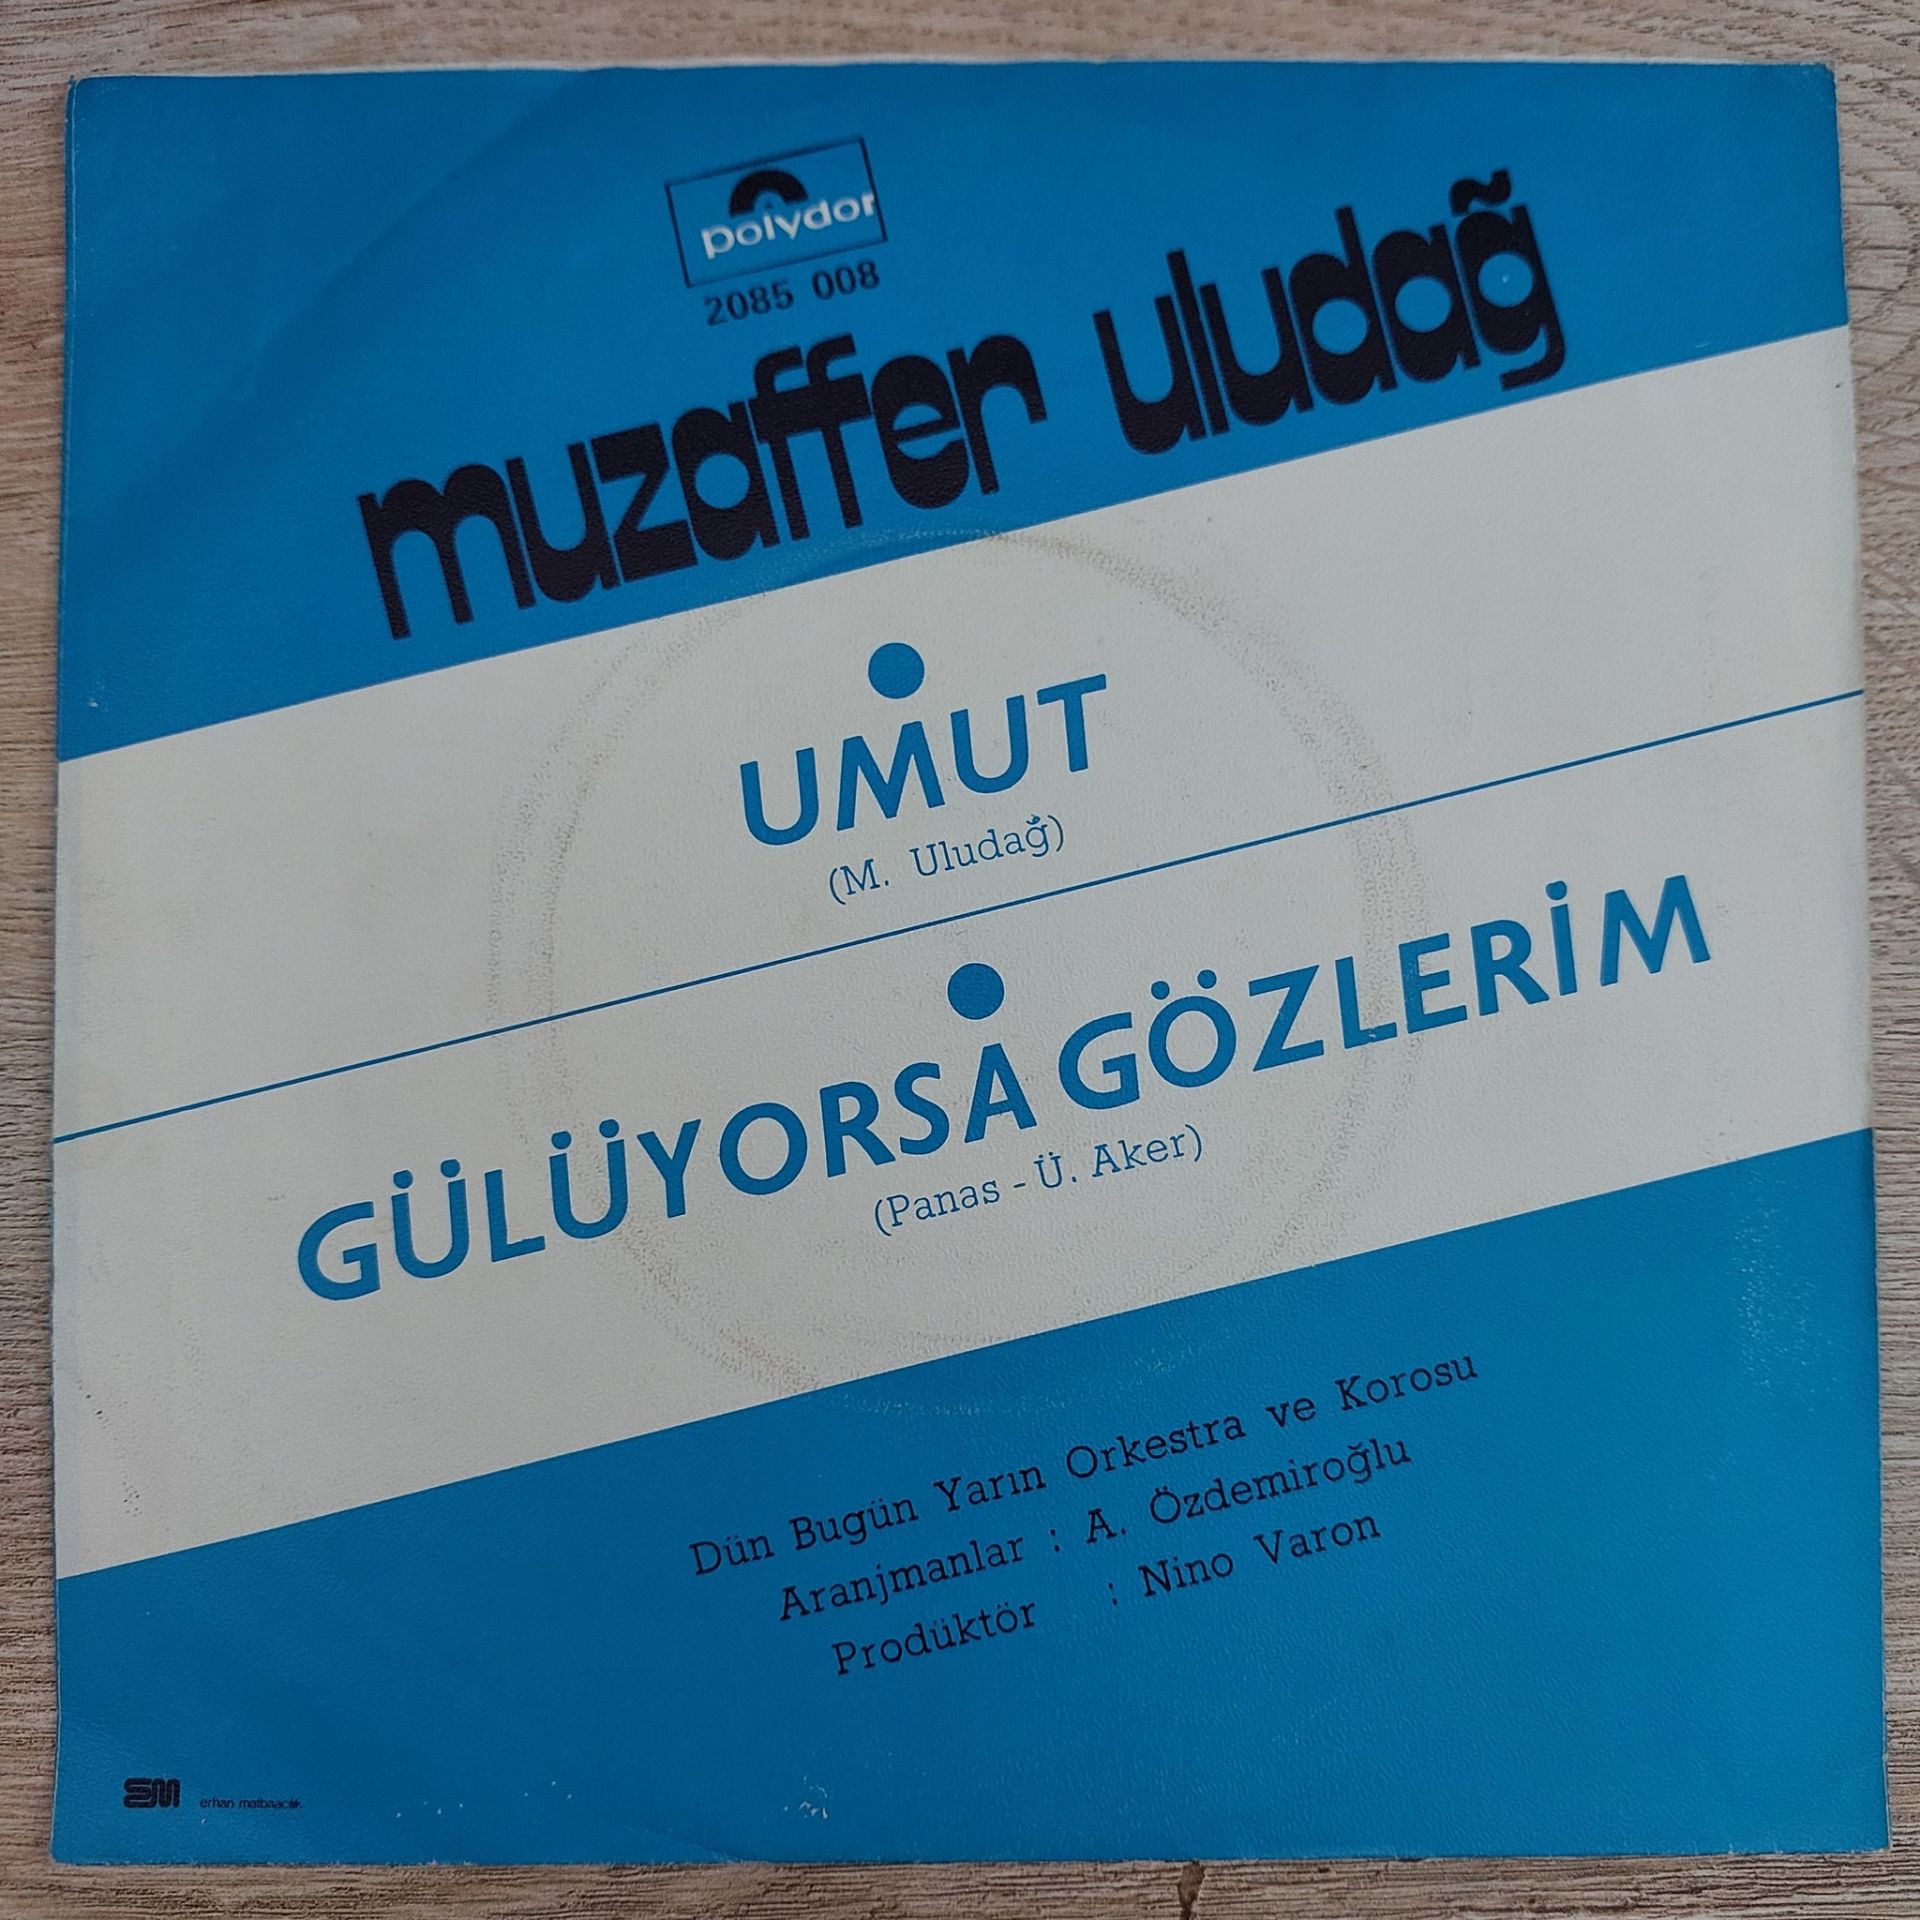 polydor
2085 008
muzaffer uludağ
UMUT
(M. Uludağ)
GÜLÜYORSA GÖZLERİM
(Panas - Ü. Aker)
Dün Bugün Yarın Orkestra ve Korosu
Aranjmanlar : A. Özdemiroğlu
Prodüktör : Nino Varon
EM erhan matbaacılık